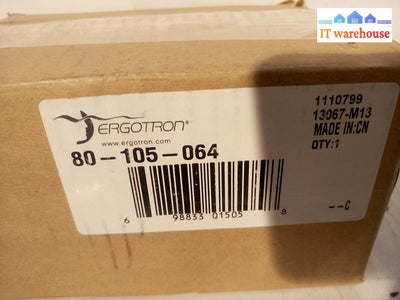 IT warehouse
ERGOTRON®
www.ergotron.com
80-105-064
1110799
13067-M13
MADE IN:CN
QTY:1
6 98833 01505 8
--C